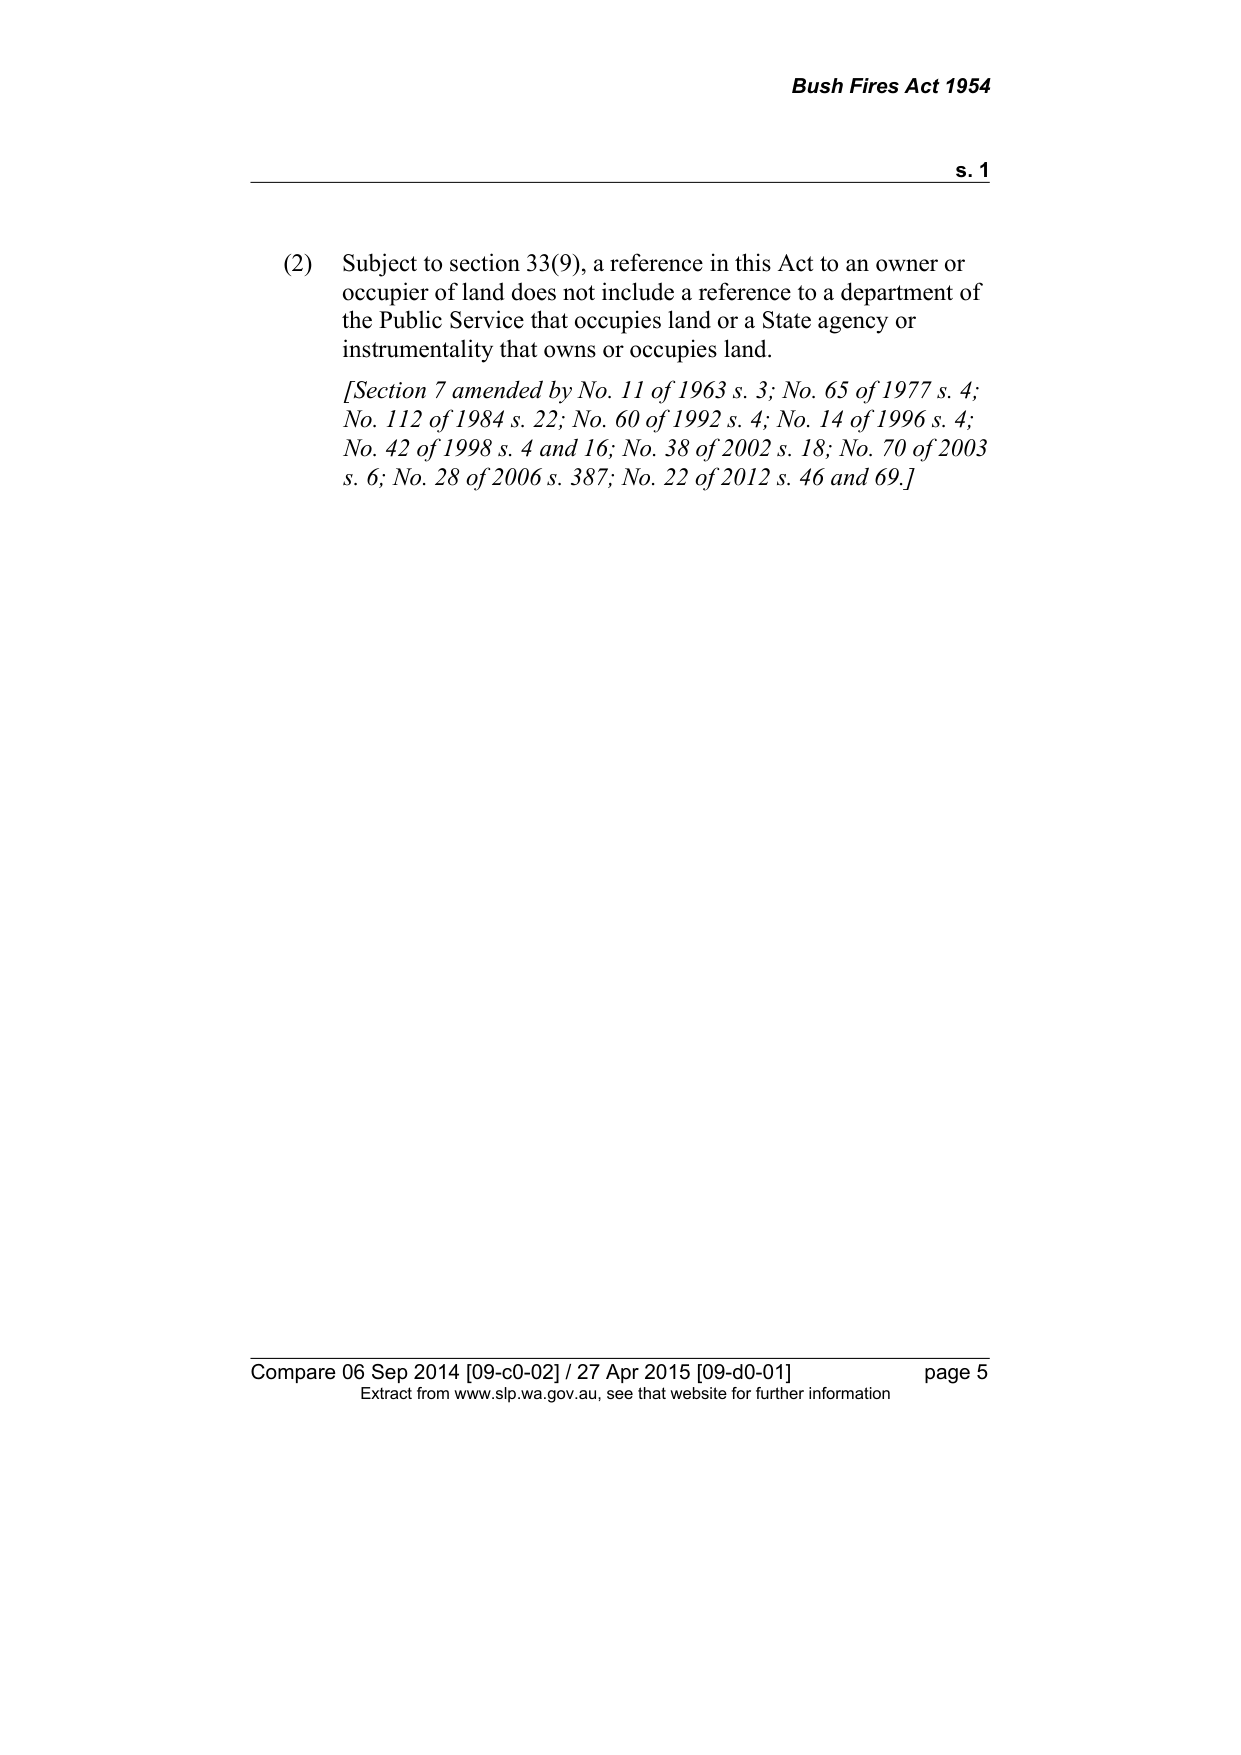 Bush Fires Act 1954
s. 1
(2) Subject to section 33(9), a reference in this Act to an owner or
occupier of land does not include a reference to a department of
the Public Service that occupies land or a State agency or
instrumentality that owns or occupies land.
[Section 7 amended by No. 11 of 1963 s. 3; No. 65 of 1977 s. 4;
No. 112 of 1984 s. 22; No. 60 of 1992 s. 4; No. 14 of 1996 s. 4;
No. 42 of 1998 s. 4 and 16; No. 38 of 2002 s. 18; No. 70 of 2003
s. 6; No. 28 of 2006 s. 387; No. 22 of 2012 s. 46 and 69.]
Compare 06 Sep 2014 [09-c0-02] / 27 Apr 2015 [09-d0-01] page 5
Extract from www.slp.wa.gov.au, see that website for further information